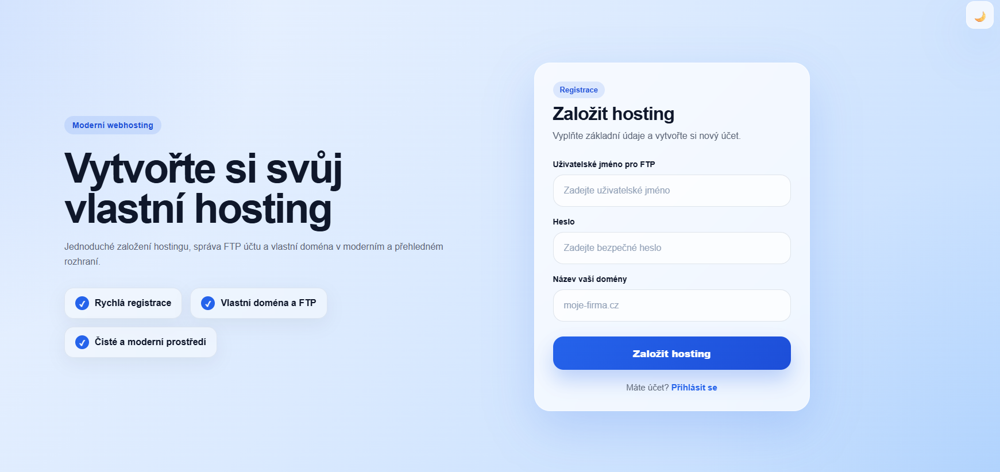 Moderní webhosting
Vytvořte si svůj
vlastní hosting
Jednoduché založení hostingu, správa FTP účtu a vlastní doména v moderním a přehledném
rozhraní.
Rychlá registrace
Vlastní doména a FTP
Čisté a moderní prostředí
Registrace
Založit hosting
Vyplňte základní údaje a vytvořte si nový účet.
Uživatelské jméno pro FTP
Zadejte uživatelské jméno
Heslo
Zadejte bezpečné heslo
Název vaší domény
moje-firma.cz
Založit hosting
Máte účet? Přihlásit se